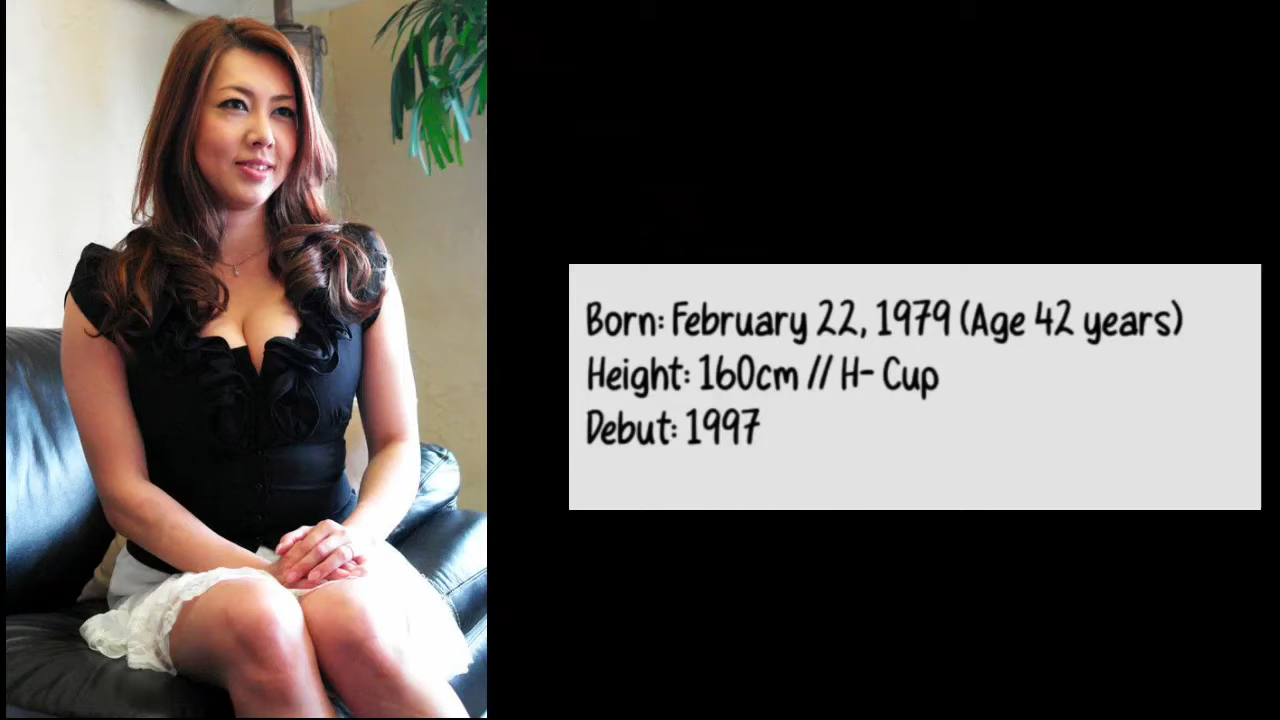 Born: February 22, 1979 (Age 42 years)
Height: 160cm // H- Cup
Debut: 1997